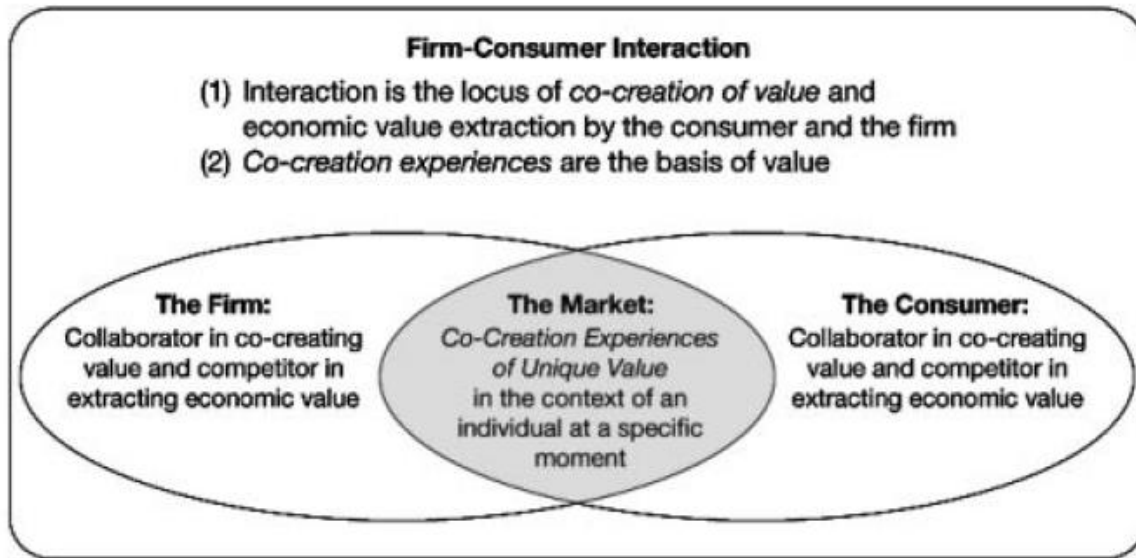 Firm-Consumer Interaction
(1) Interaction is the locus of co-creation of value and
economic value extraction by the consumer and the firm
(2) Co-creation experiences are the basis of value
The Firm:
Collaborator in co-creating
value and competitor in
extracting economic value
The Market:
Co-Creation Experiences
of Unique Value
in the context of an
individual at a specific
moment
The Consumer:
Collaborator in co-creating
value and competitor in
extracting economic value